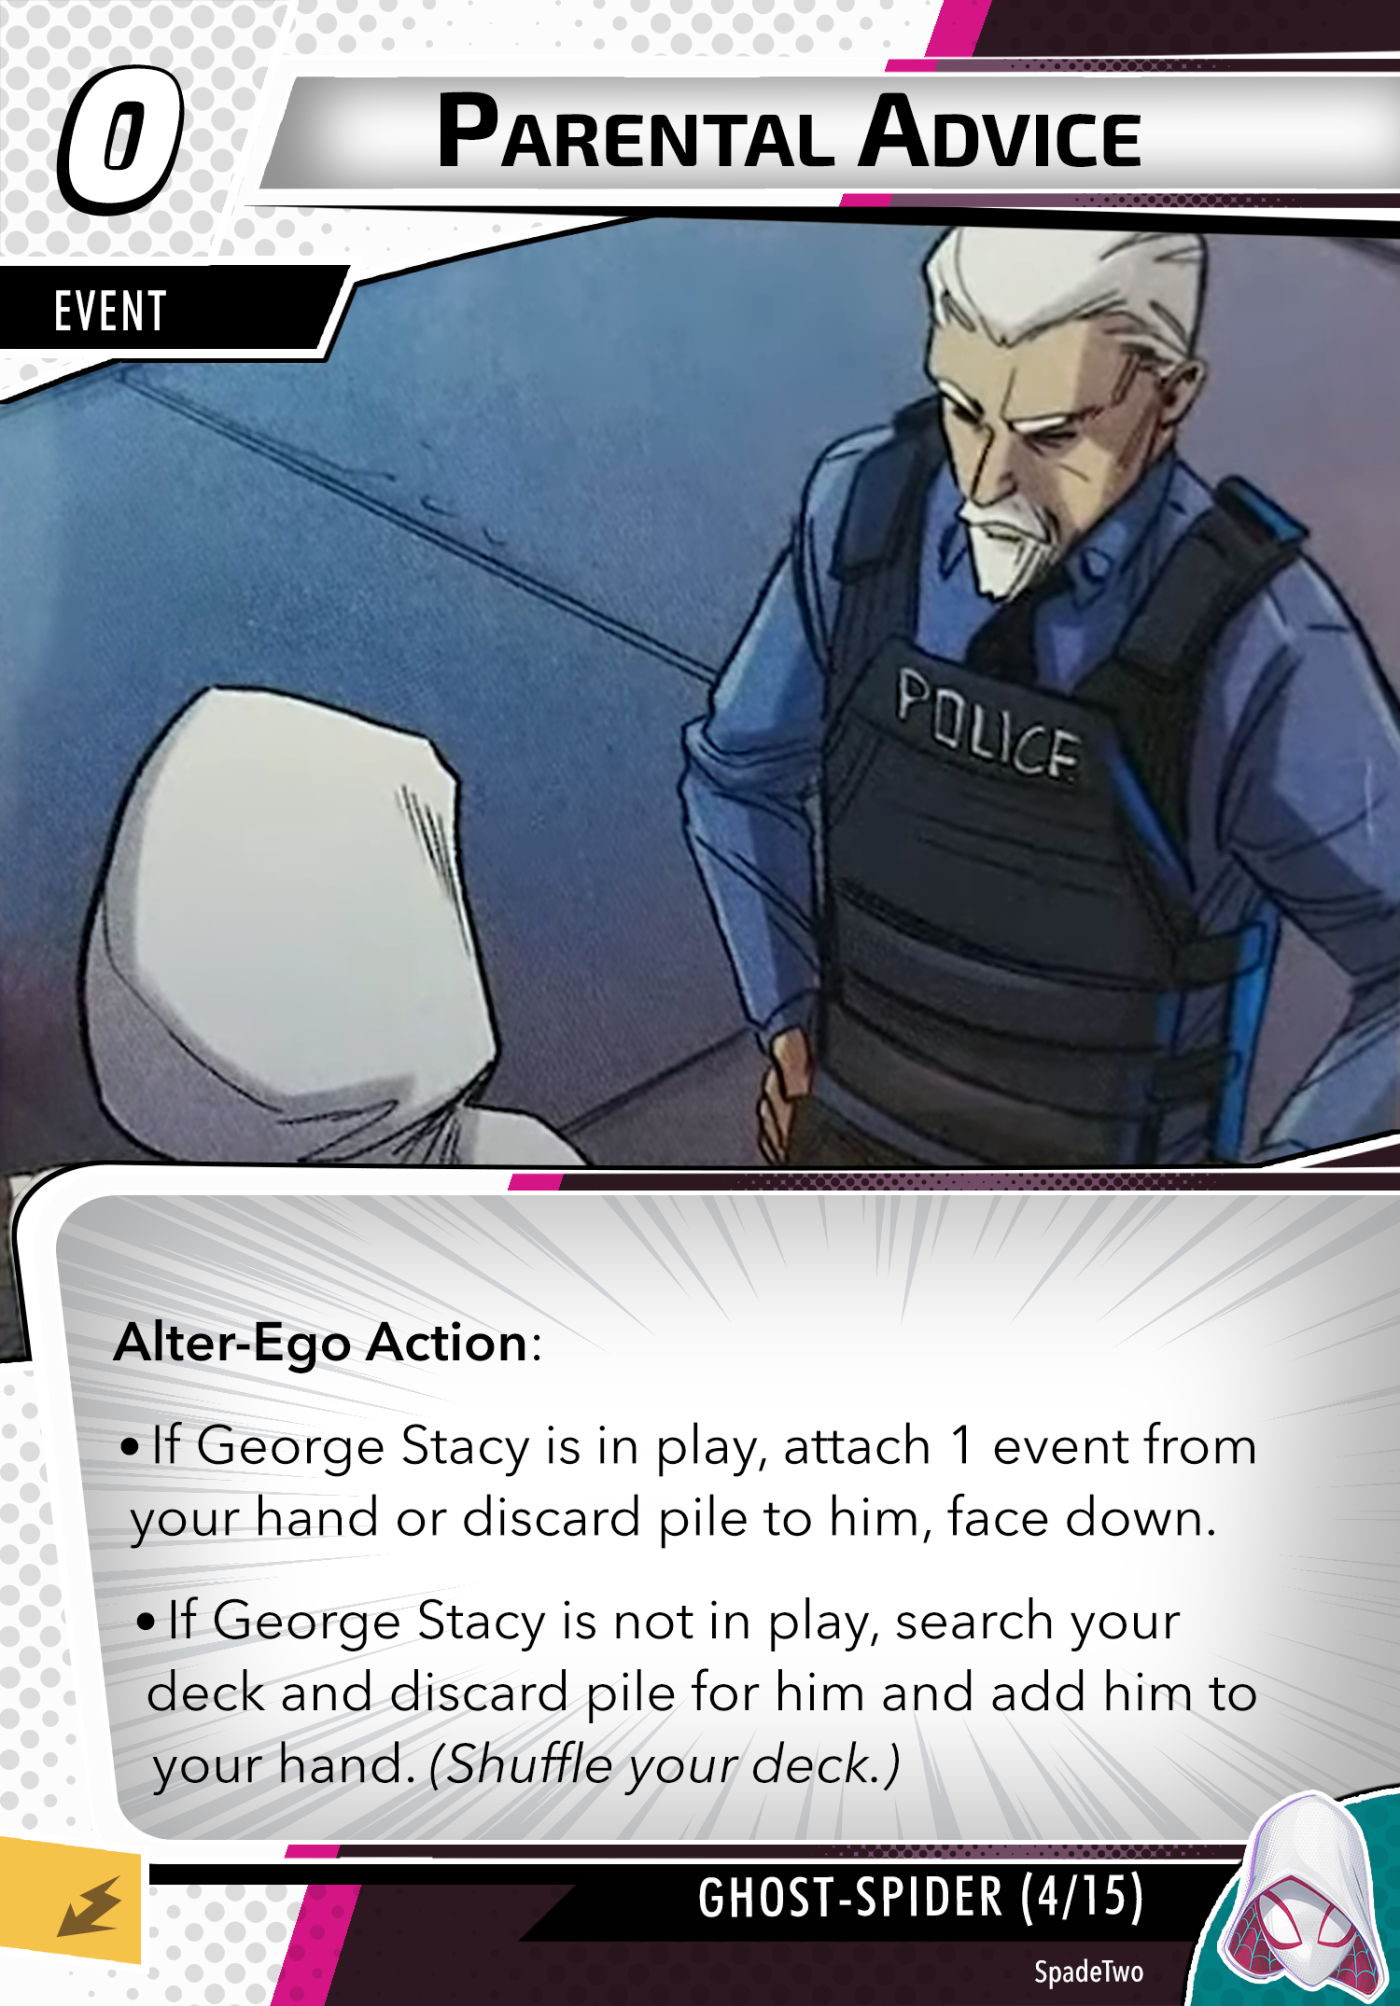 0
PARENTAL ADVICE
EVENT
POLICE
Alter-Ego Action:
•If George Stacy is in play, attach 1 event from
your hand or discard pile to him, face down.
•If George Stacy is not in play, search your
deck and discard pile for him and add him to
your hand. (Shuffle your deck.)
GHOST-SPIDER (4/15)
SpadeTwo